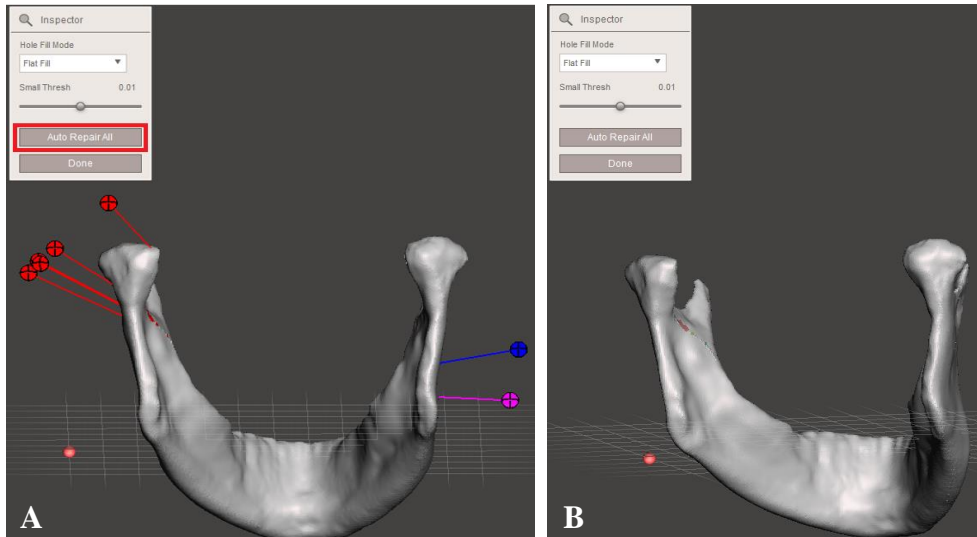 Inspector
Hole Fill Mode
Flat Fill
Small Thresh 0.01
Auto Repair All
Done
A
Inspector
Hole Fill Mode
Flat Fill
Small Thresh 0.01
Auto Repair All
Done
B